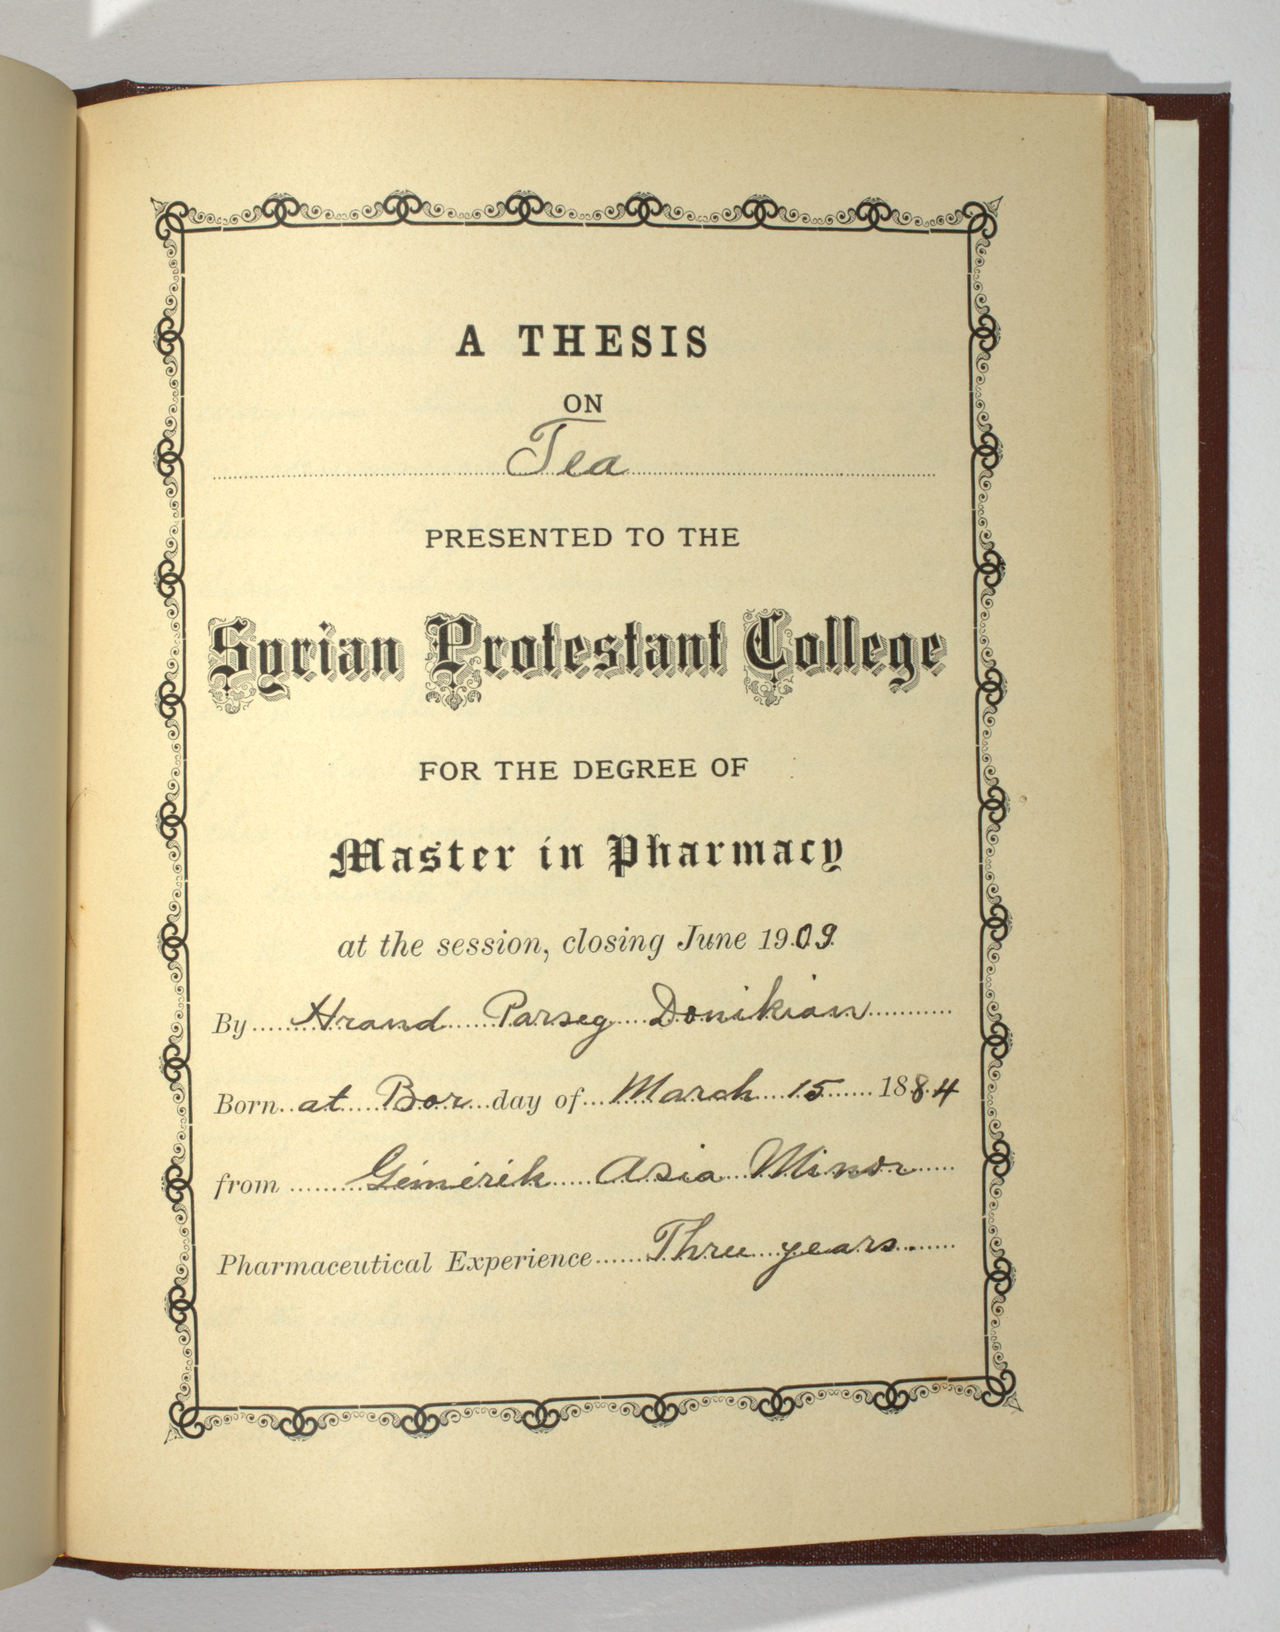 A THESIS
ON
Tea
PRESENTED TO THE
Syrian Protestant College
FOR THE DEGREE OF
Master in Pharmacy
at the session, closing June 1909
By Hrand Parseg Donikian
Born at Bor day of March 15 1884
from Gemerek Asia Minor
Pharmaceutical Experience Three years